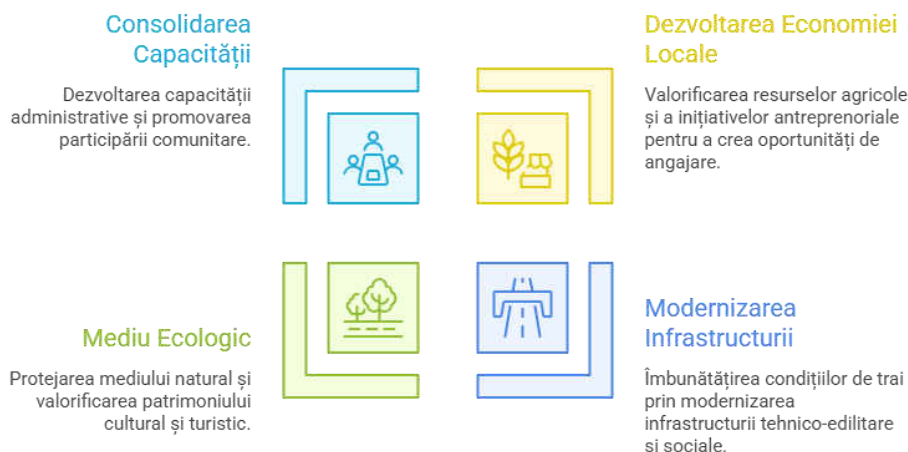 Consolidarea
Capacității
Dezvoltarea capacității
administrative și promovarea
participării comunitare.
Dezvoltarea Economiei
Locale
Valorificarea resurselor agricole
și a inițiativelor antreprenoriale
pentru a crea oportunități de
angajare.
Mediu Ecologic
Protejarea mediului natural și
valorificarea patrimoniului
cultural și turistic.
Modernizarea
Infrastructurii
Îmbunătățirea condițiilor de trai
prin modernizarea
infrastructurii tehnico-edilitare
și sociale.